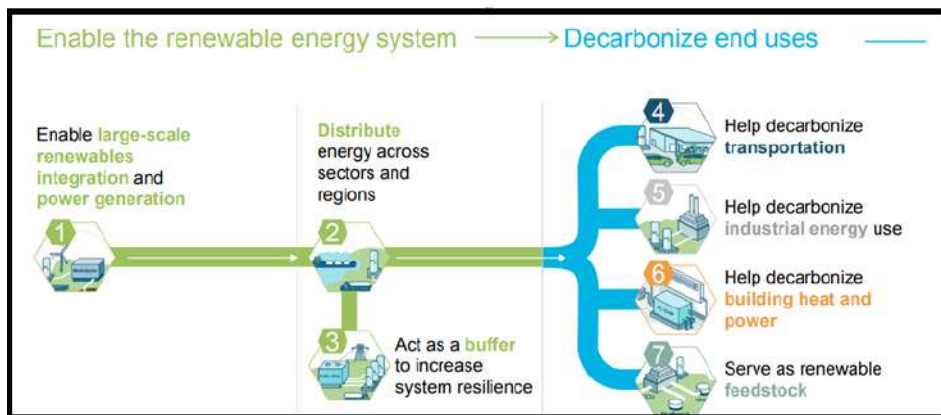 Enable the renewable energy system
Decarbonize end uses
Enable large-scale
renewables
integration and
power generation
1
Distribute
energy across
sectors and
regions
2
3
Act as a buffer
to increase
system resilience
4
Help decarbonize
transportation
5
Help decarbonize
industrial energy use
6
Help decarbonize
building heat and
power
7
Serve as renewable
feedstock